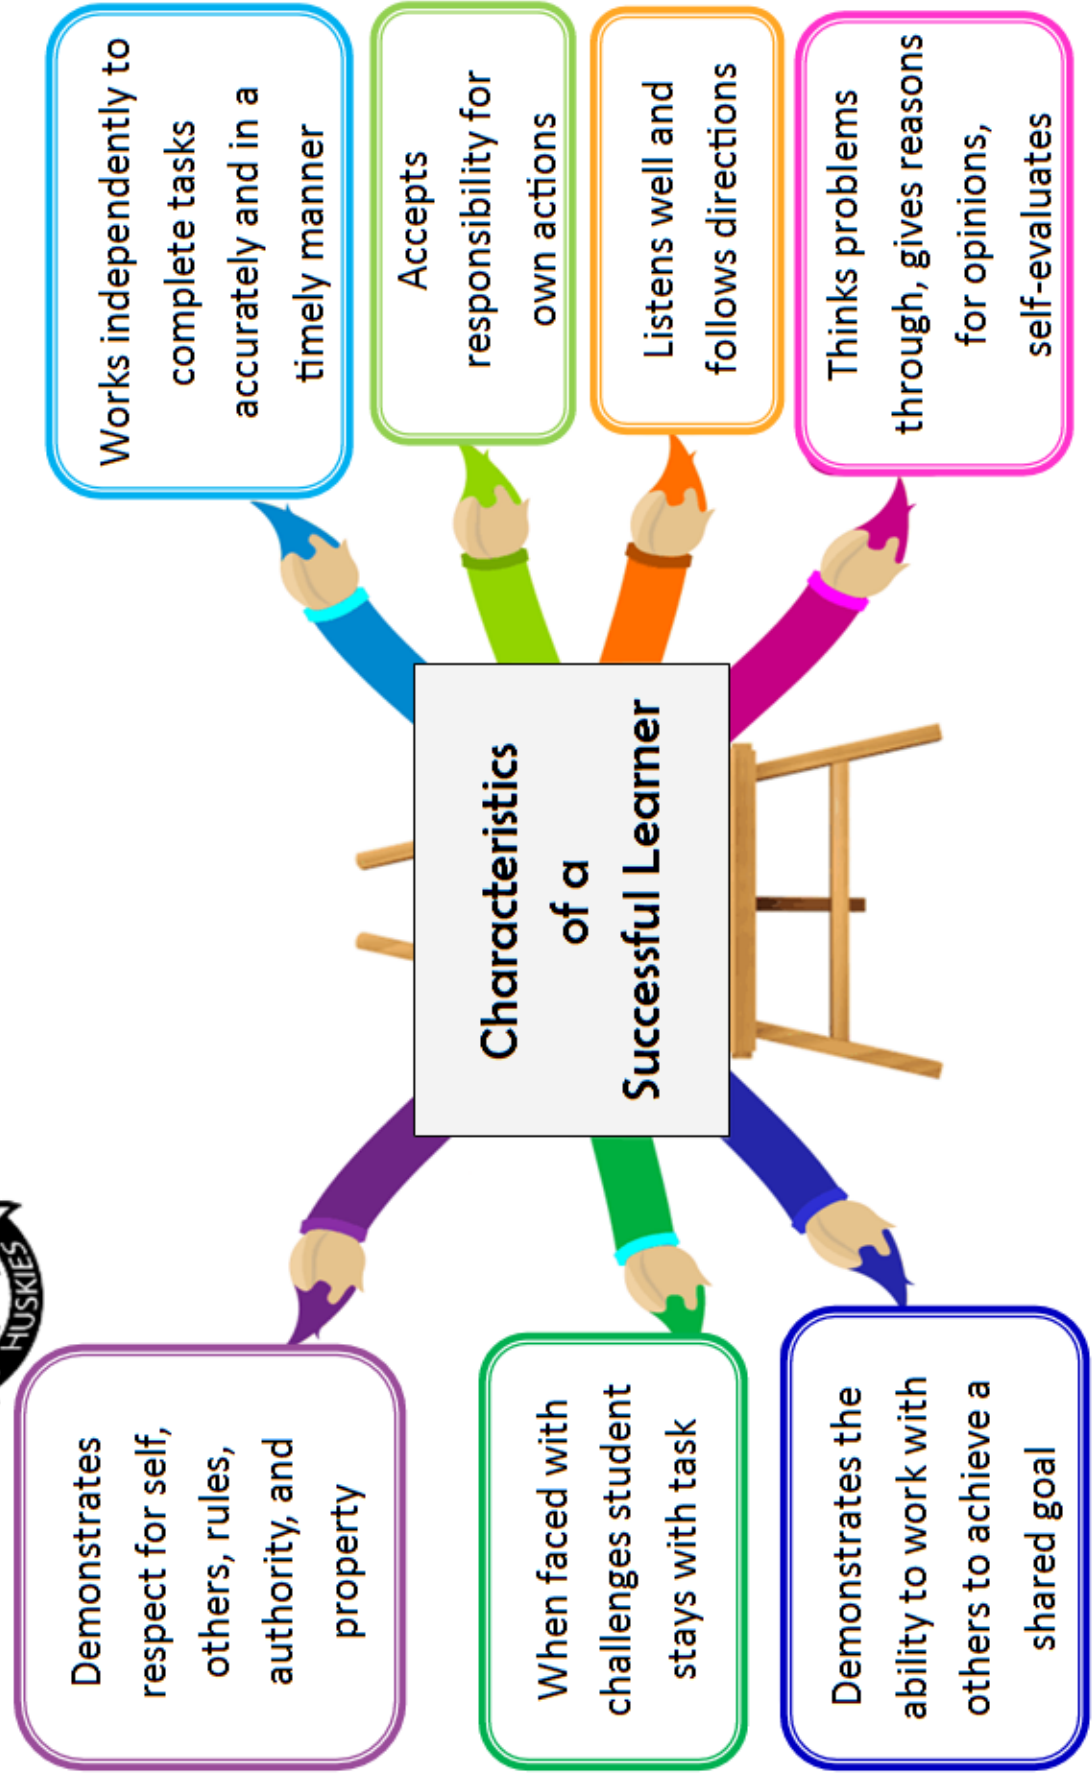 HUSKIES
Demonstrates
respect for self,
others, rules,
authority, and
property
When faced with
challenges student
stays with task
Demonstrates the
ability to work with
others to achieve a
shared goal
Characteristics
of a
Successful Learner
Works independently to
complete tasks
accurately and in a
timely manner
Accepts
responsibility for
own actions
Listens well and
follows directions
Thinks problems
through, gives reasons
for opinions,
self-evaluates